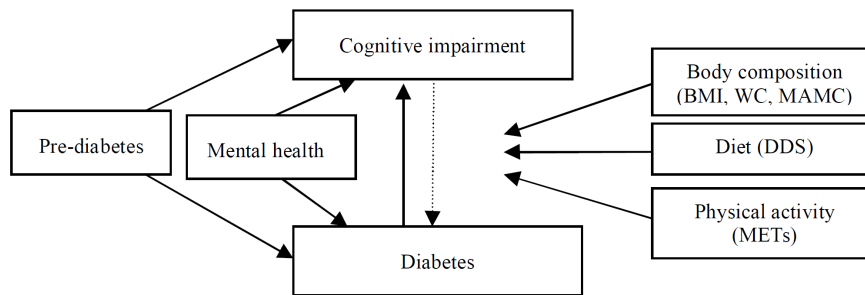 Cognitive impairment
Pre-diabetes
Mental health
Diabetes
Body composition
(BMI, WC, MAMC)
Diet (DDS)
Physical activity
(METs)